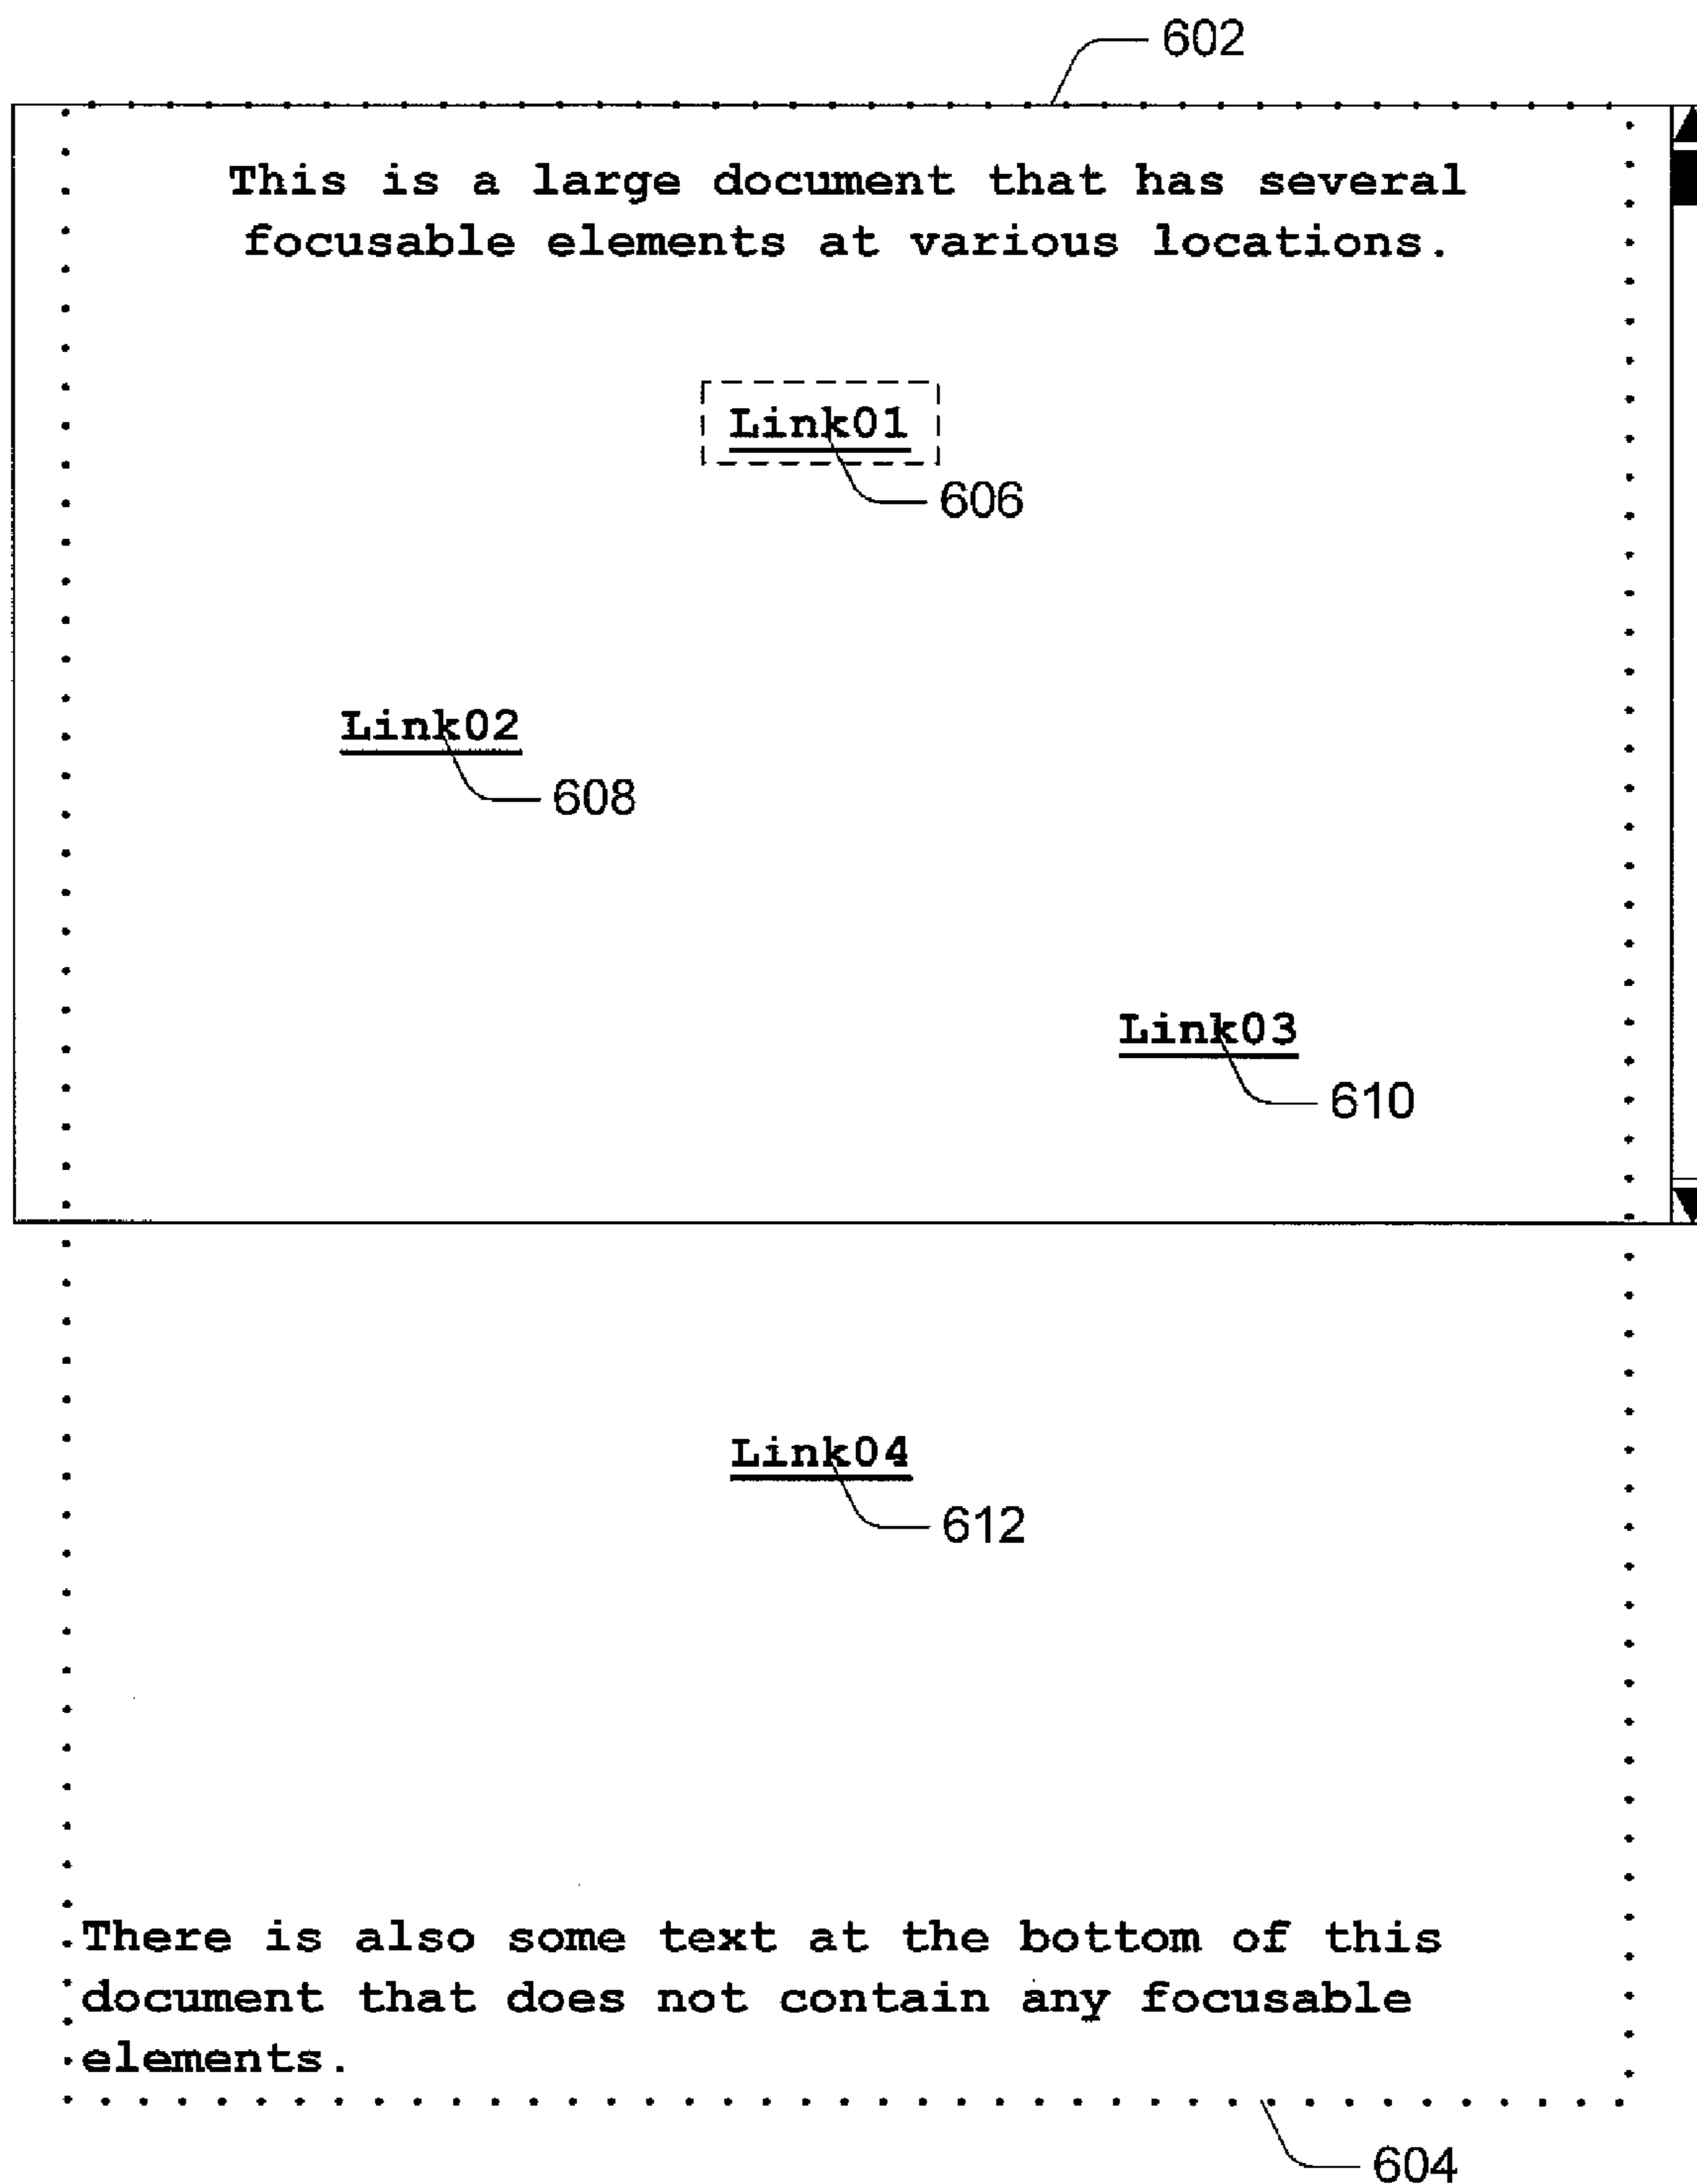 602
This is a large document that has several
focusable elements at various locations.
Link01
606
Link02
608
Link03
610
Link04
612
There is also some text at the bottom of this
document that does not contain any focusable
elements.
604